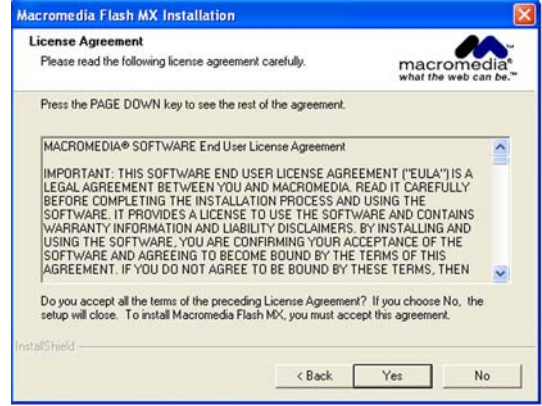 Macromedia Flash MX Installation
License Agreement
Please read the following license agreement carefully.
macromedia®
what the web can be.™
Press the PAGE DOWN key to see the rest of the agreement.
MACROMEDIA® SOFTWARE End User License Agreement
IMPORTANT: THIS SOFTWARE END USER LICENSE AGREEMENT ("EULA") IS A
LEGAL AGREEMENT BETWEEN YOU AND MACROMEDIA. READ IT CAREFULLY
BEFORE COMPLETING THE INSTALLATION PROCESS AND USING THE
SOFTWARE. IT PROVIDES A LICENSE TO USE THE SOFTWARE AND CONTAINS
WARRANTY INFORMATION AND LIABILITY DISCLAIMERS. BY INSTALLING AND
USING THE SOFTWARE, YOU ARE CONFIRMING YOUR ACCEPTANCE OF THE
SOFTWARE AND AGREEING TO BECOME BOUND BY THE TERMS OF THIS
AGREEMENT. IF YOU DO NOT AGREE TO BE BOUND BY THESE TERMS, THEN
Do you accept all the terms of the preceding License Agreement? If you choose No, the
setup will close. To install Macromedia Flash MX, you must accept this agreement.
InstallShield
< Back
Yes
No